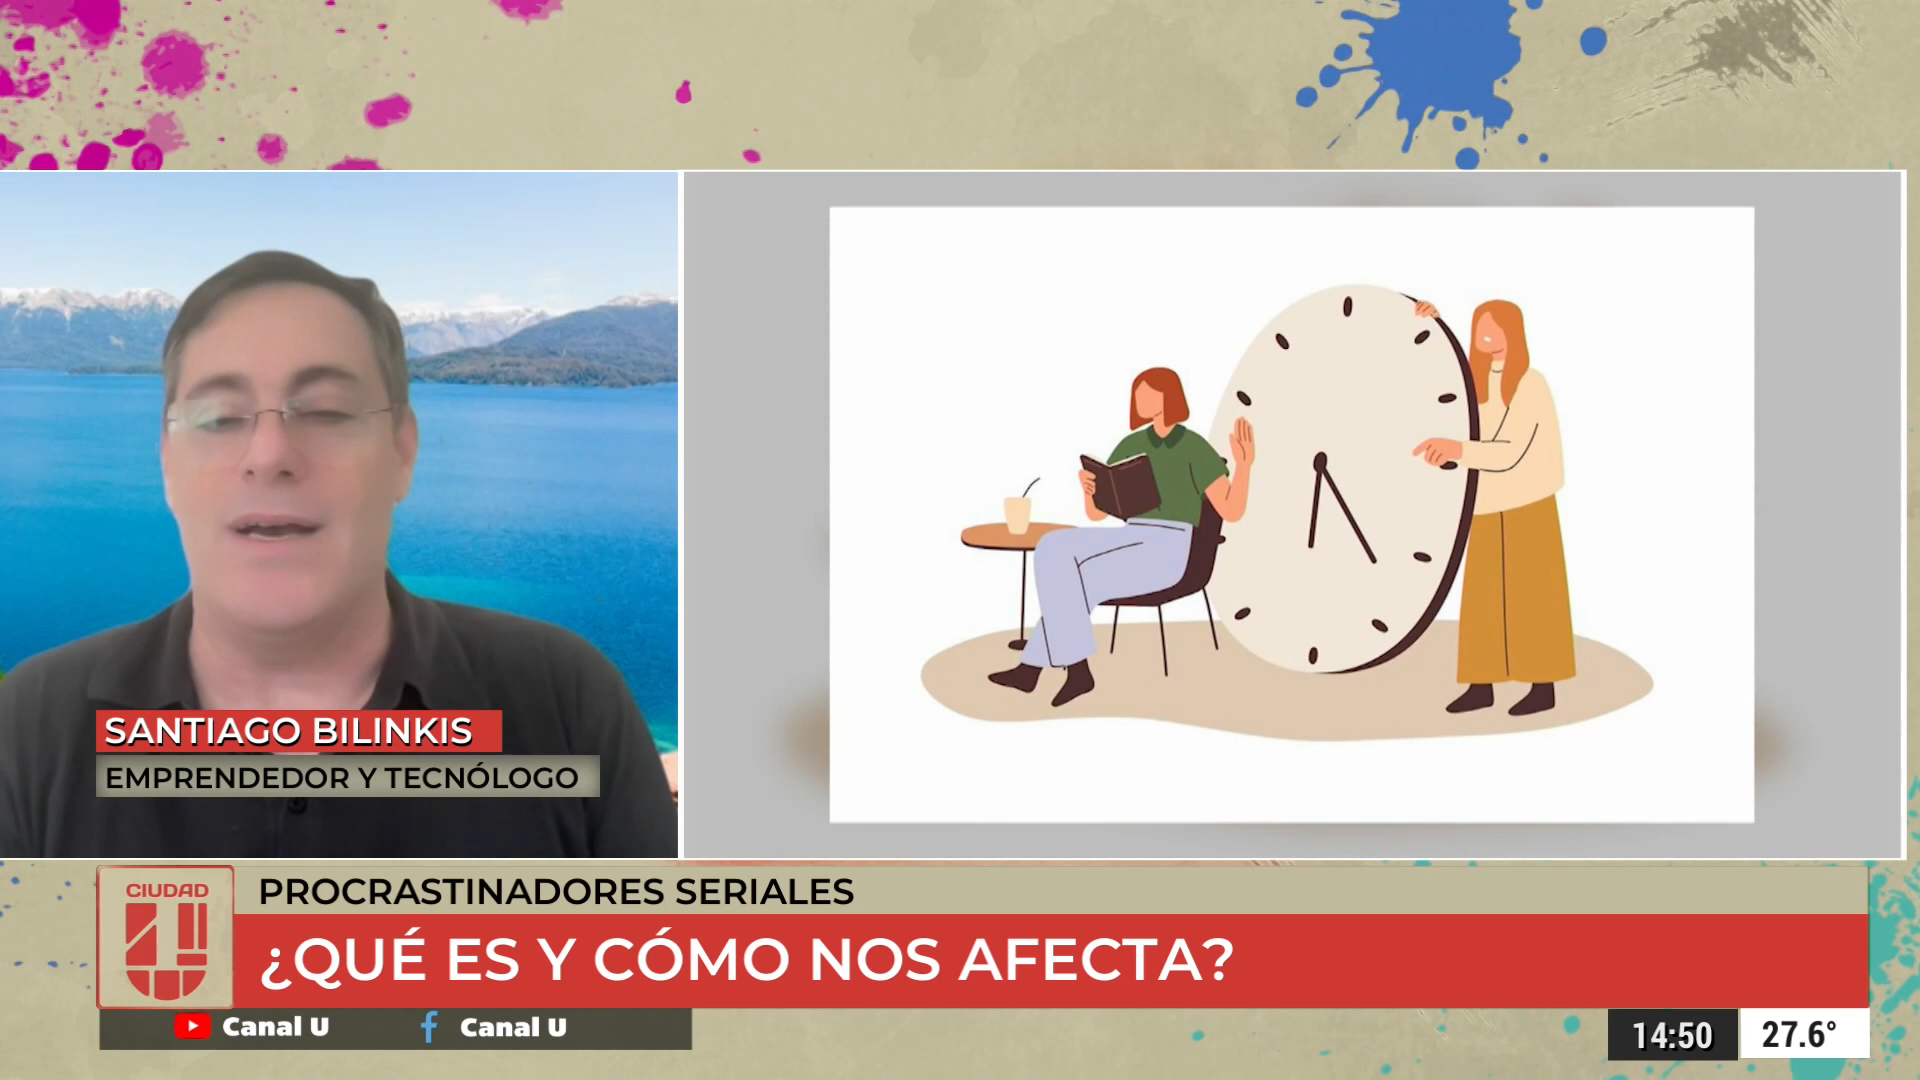 SANTIAGO BILINKIS
EMPRENDEDOR Y TECNÓLOGO
CIUDAD
U
PROCRASTINADORES SERIALES
¿QUÉ ES Y CÓMO NOS AFECTA?
Canal U
Canal U
14:50
27.6°